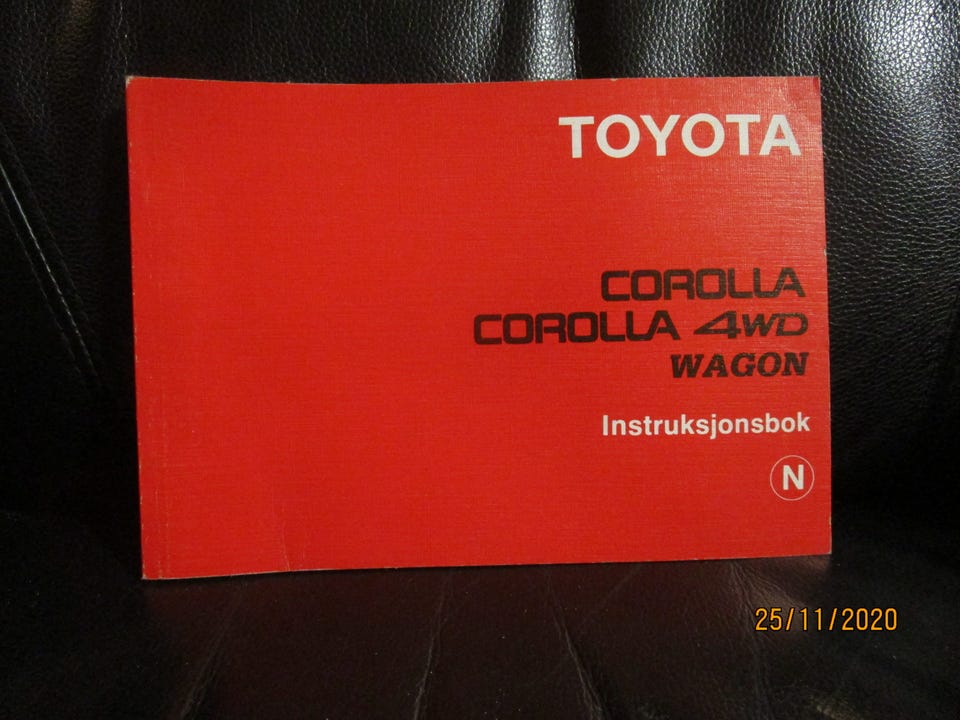 TOYOTA
COROLLA
COROLLA 4WD
WAGON
Instruksjonsbok
N
25/11/2020